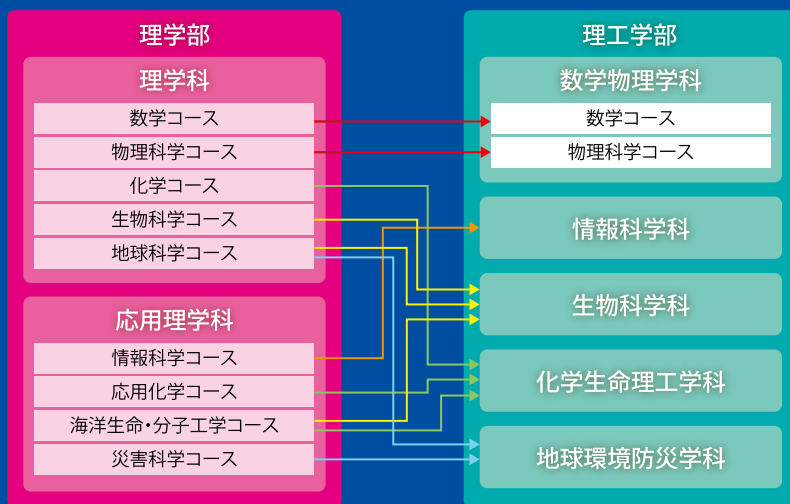 理学部
理学科
数学コース
物理科学コース
化学コース
生物科学コース
地球科学コース
応用理学科
情報科学コース
応用化学コース
海洋生命・分子工学コース
災害科学コース
理工学部
数学物理学科
数学コース
物理科学コース
情報科学科
生物科学科
化学生命理工学科
地球環境防災学科